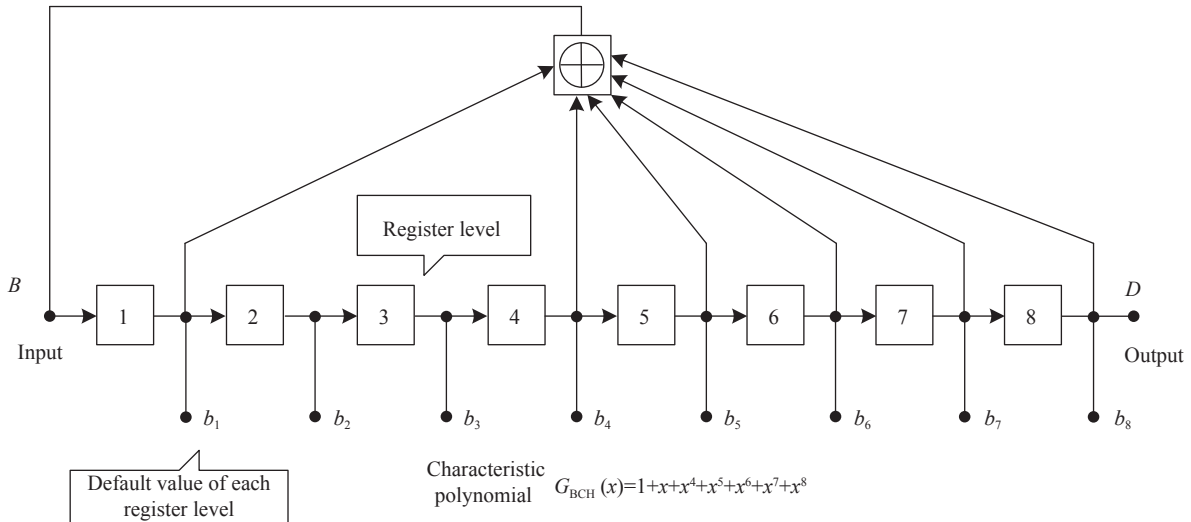 Register level
B
D
1
2
3
4
5
6
7
8
Input
Output
b₁
b₂
b₃
b₄
b₅
b₆
b₇
b₈
Default value of each
register level
Characteristic
polynomial
G_BCH (x)=1+x+x⁴+x⁵+x⁶+x⁷+x⁸